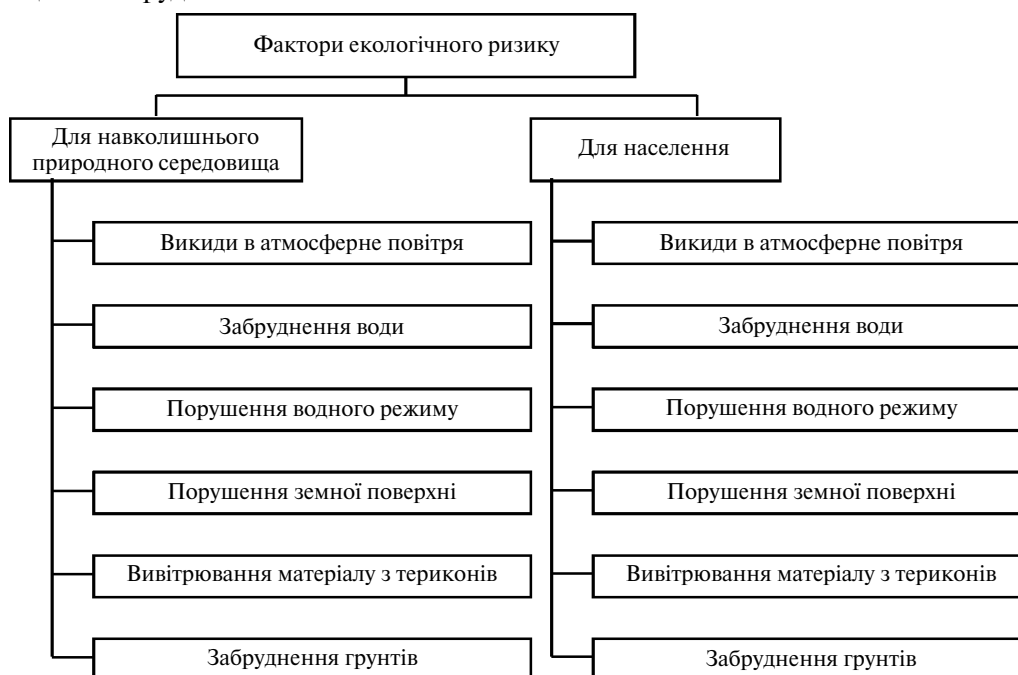 Фактори екологічного ризику
Для навколишнього
природного середовища
Для населення
Викиди в атмосферне повітря
Забруднення води
Порушення водного режиму
Порушення земної поверхні
Вивітрювання матеріалу з териконів
Забруднення грунтів
Викиди в атмосферне повітря
Забруднення води
Порушення водного режиму
Порушення земної поверхні
Вивітрювання матеріалу з териконів
Забруднення грунтів